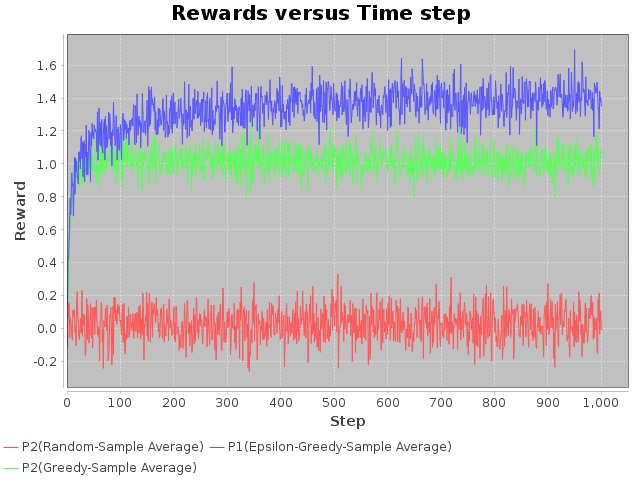 Rewards versus Time step
1.6
1.4
1.2
1.0
0.8
0.6
0.4
0.2
0.0
-0.2
Reward
0 100 200 300 400 500 600 700 800 900 1,000
Step
P2(Random-Sample Average) P1(Epsilon-Greedy-Sample Average)
P2(Greedy-Sample Average)